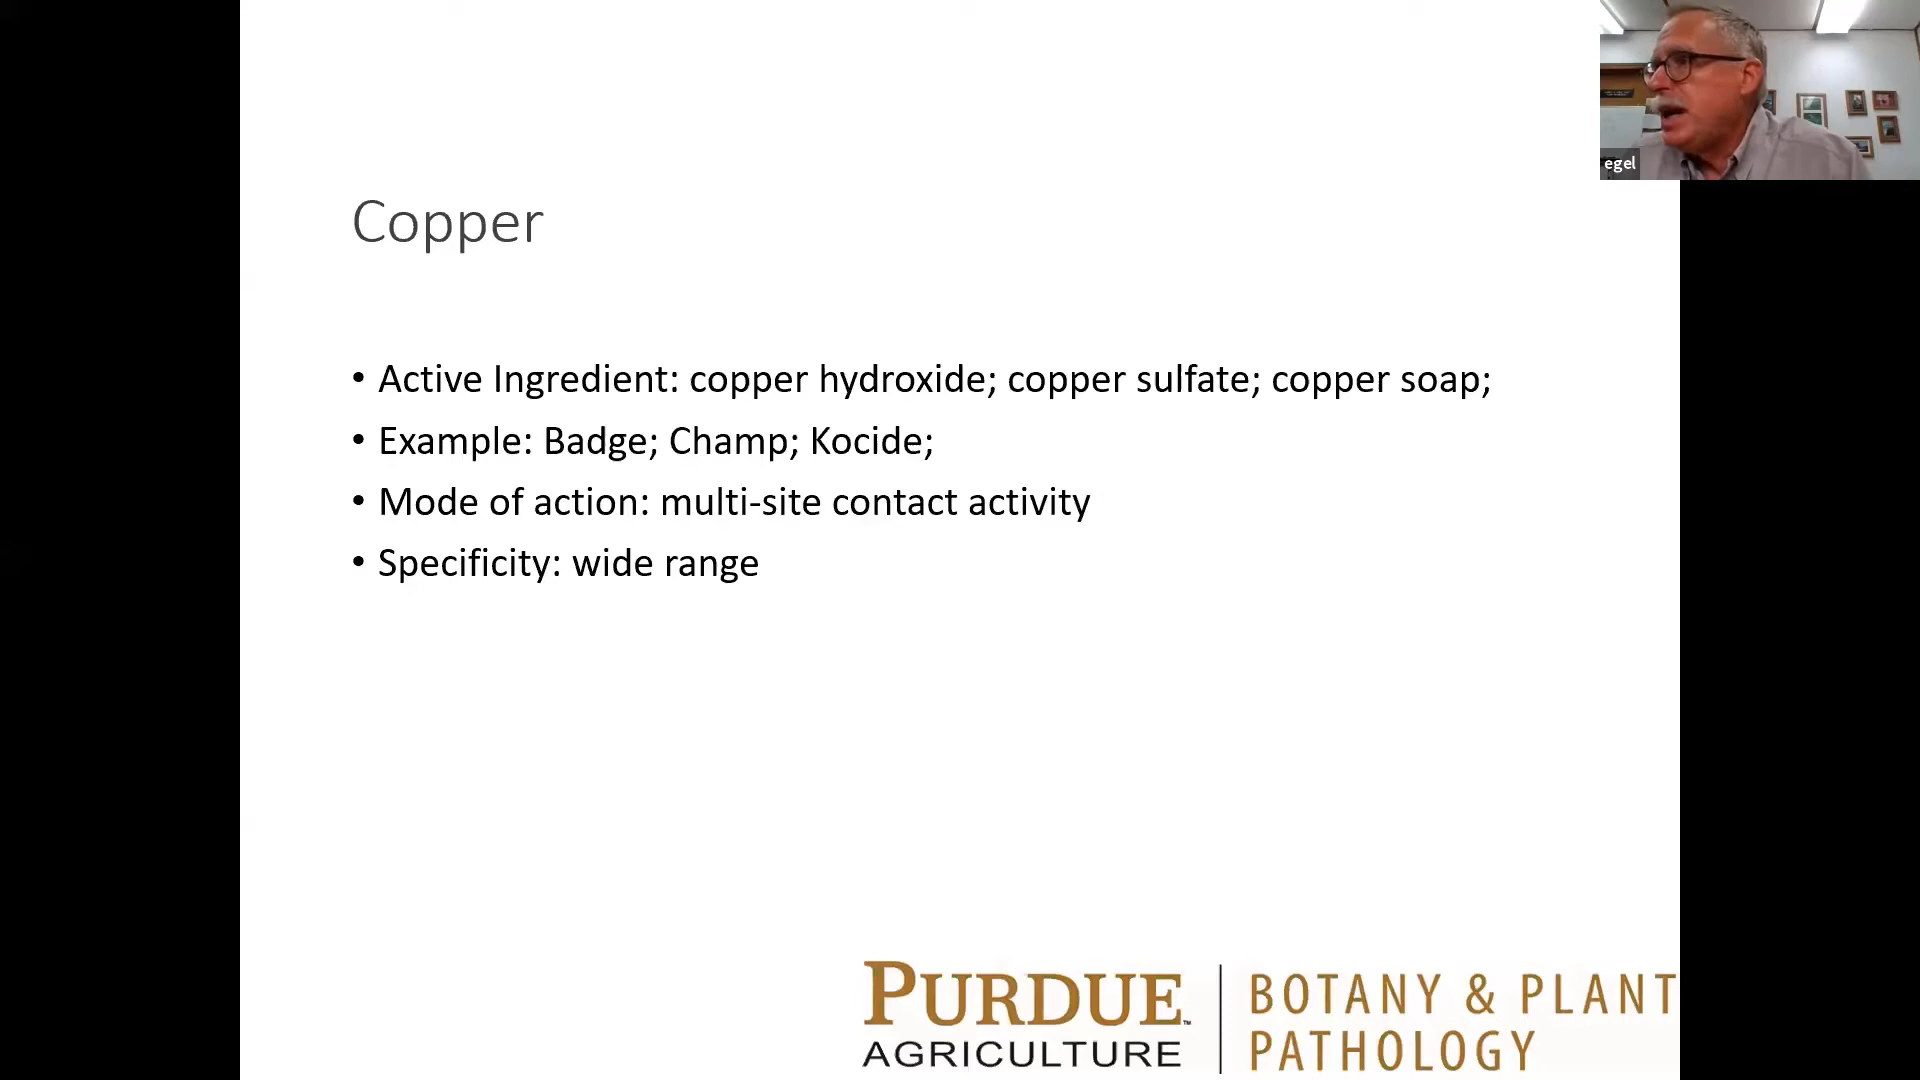 egel
Copper
• Active Ingredient: copper hydroxide; copper sulfate; copper soap;
• Example: Badge; Champ; Kocide;
• Mode of action: multi-site contact activity
• Specificity: wide range
PURDUE™
AGRICULTURE
BOTANY & PLANT
PATHOLOGY